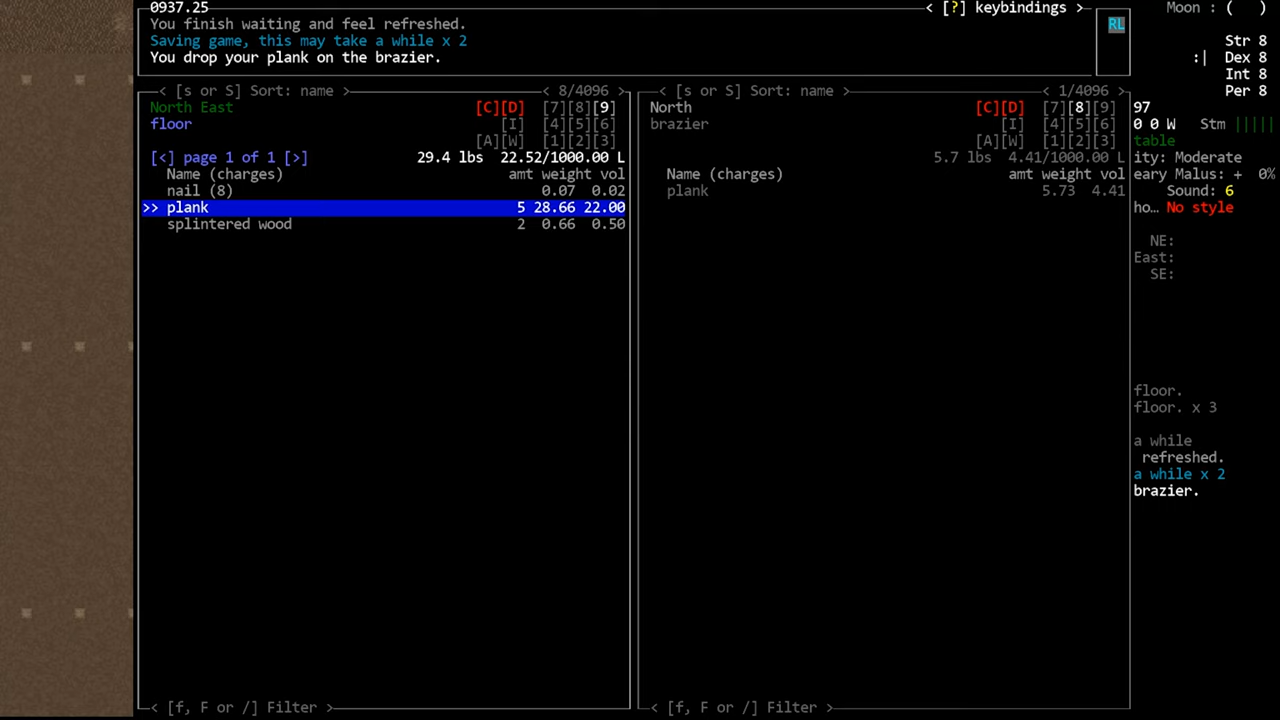 0937.25
< [?] keybindings >
Moon : (   )
You finish waiting and feel refreshed.
Saving game, this may take a while x 2
You drop your plank on the brazier.
RL
Str 8
:| Dex 8
Int 8
Per 8
< [s or S] Sort: name > < 8/4096 >
North East [C][D] [7][8][9]
floor [I] [4][5][6]
[A][W] [1][2][3]
[<] page 1 of 1 [>] 29.4 lbs 22.52/1000.00 L
Name (charges) amt weight vol
nail (8) 0.07 0.02
>> plank 5 28.66 22.00
splintered wood 2 0.66 0.50
< [f, F or /] Filter >
< [s or S] Sort: name > < 1/4096 >
North [C][D] [7][8][9]
brazier [I] [4][5][6]
[A][W] [1][2][3]
5.7 lbs 4.41/1000.00 L
Name (charges) amt weight vol
plank 5.73 4.41
< [f, F or /] Filter >
97
0 0 W Stm |||||
table
ity: Moderate
eary Malus: + 0%
Sound: 6
ho… No style
NE:
East:
SE:
floor.
floor. x 3
a while
refreshed.
a while x 2
brazier.